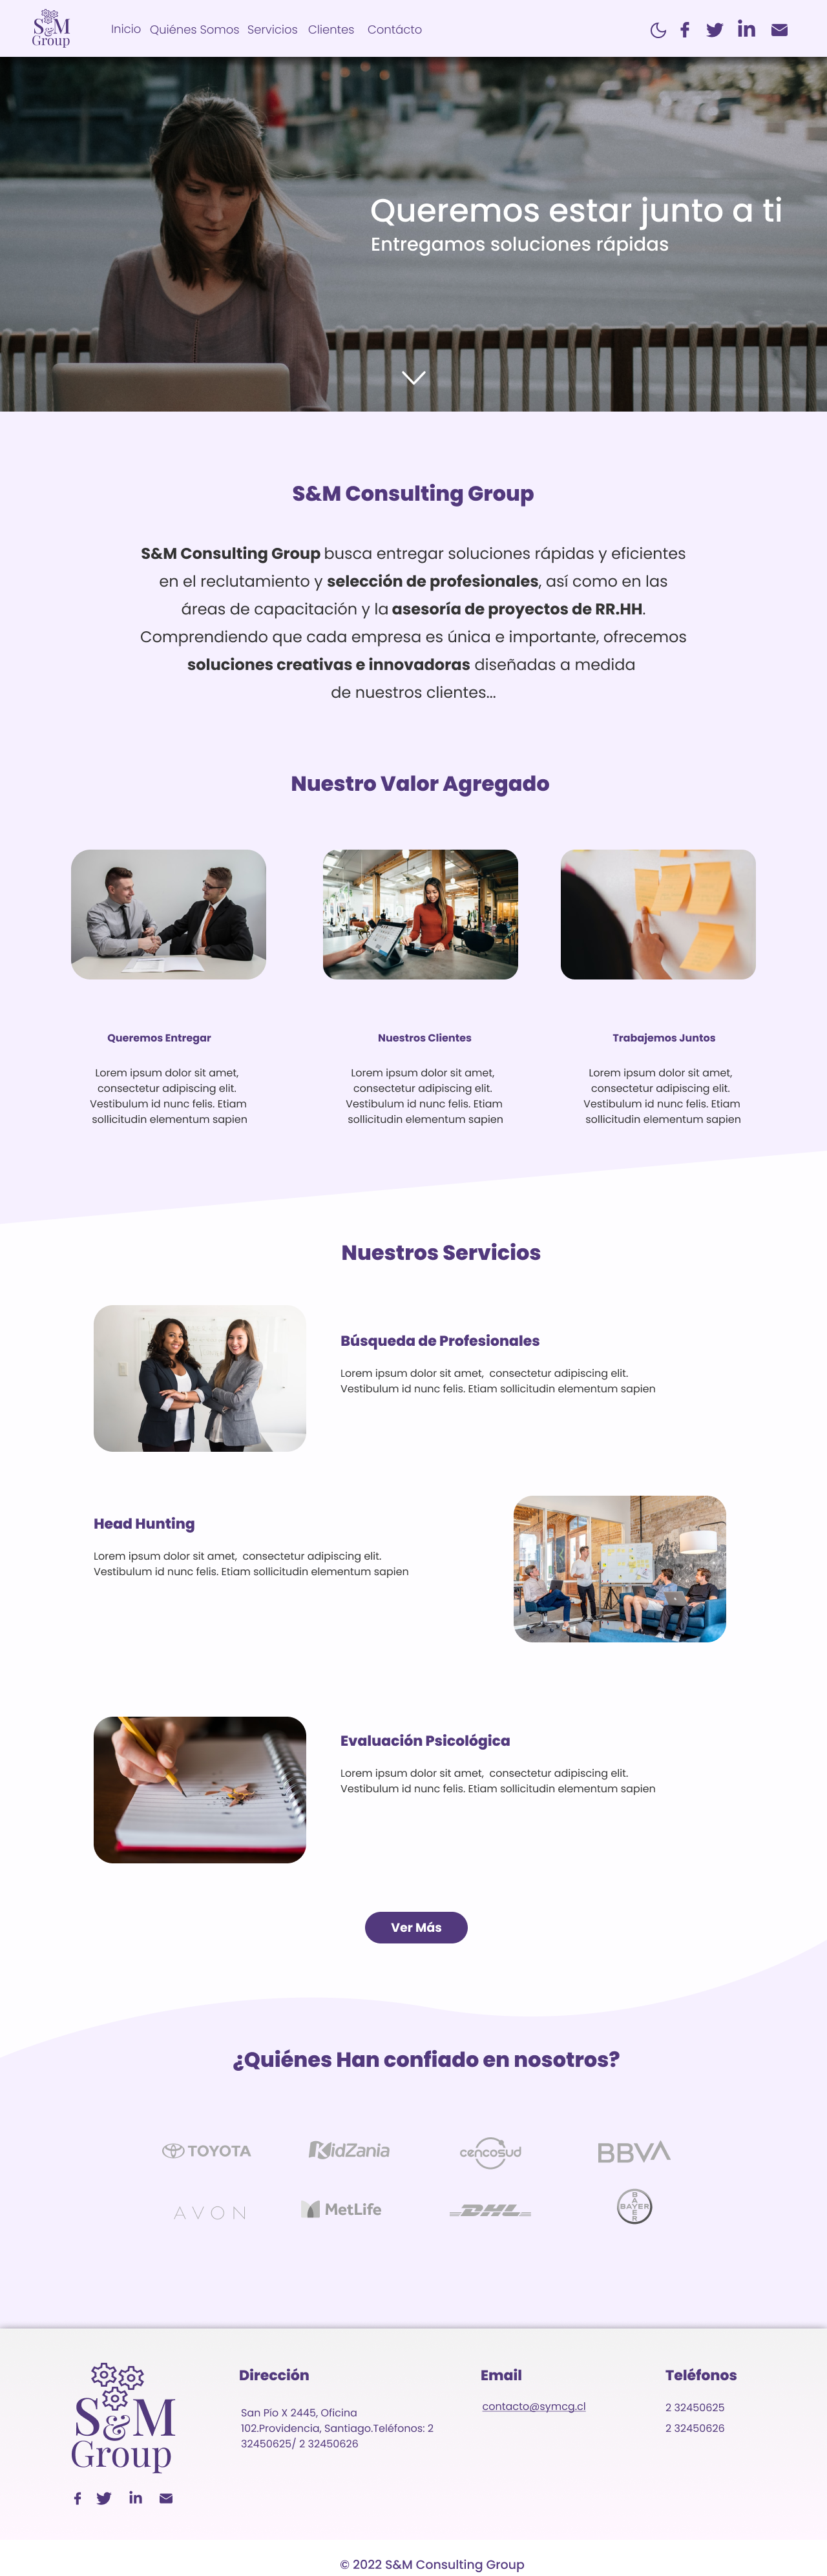 S&M
Group
Inicio Quiénes Somos Servicios Clientes Contácto
Queremos estar junto a ti
Entregamos soluciones rápidas
S&M Consulting Group
S&M Consulting Group busca entregar soluciones rápidas y eficientes
en el reclutamiento y selección de profesionales, así como en las
áreas de capacitación y la asesoría de proyectos de RR.HH.
Comprendiendo que cada empresa es única e importante, ofrecemos
soluciones creativas e innovadoras diseñadas a medida
de nuestros clientes...
Nuestro Valor Agregado
Queremos Entregar
Lorem ipsum dolor sit amet,
consectetur adipiscing elit.
Vestibulum id nunc felis. Etiam
sollicitudin elementum sapien
Nuestros Clientes
Lorem ipsum dolor sit amet,
consectetur adipiscing elit.
Vestibulum id nunc felis. Etiam
sollicitudin elementum sapien
Trabajemos Juntos
Lorem ipsum dolor sit amet,
consectetur adipiscing elit.
Vestibulum id nunc felis. Etiam
sollicitudin elementum sapien
Nuestros Servicios
Búsqueda de Profesionales
Lorem ipsum dolor sit amet, consectetur adipiscing elit.
Vestibulum id nunc felis. Etiam sollicitudin elementum sapien
Head Hunting
Lorem ipsum dolor sit amet, consectetur adipiscing elit.
Vestibulum id nunc felis. Etiam sollicitudin elementum sapien
Evaluación Psicológica
Lorem ipsum dolor sit amet, consectetur adipiscing elit.
Vestibulum id nunc felis. Etiam sollicitudin elementum sapien
Ver Más
¿Quiénes Han confiado en nosotros?
TOYOTA
KidZania
cencosud
BBVA
AVON
MetLife
DHL
BAYER
BAYER
S&M
Group
Dirección
San Pío X 2445, Oficina
102.Providencia, Santiago.Teléfonos: 2
32450625/ 2 32450626
Email
contacto@symcg.cl
Teléfonos
2 32450625
2 32450626
© 2022 S&M Consulting Group